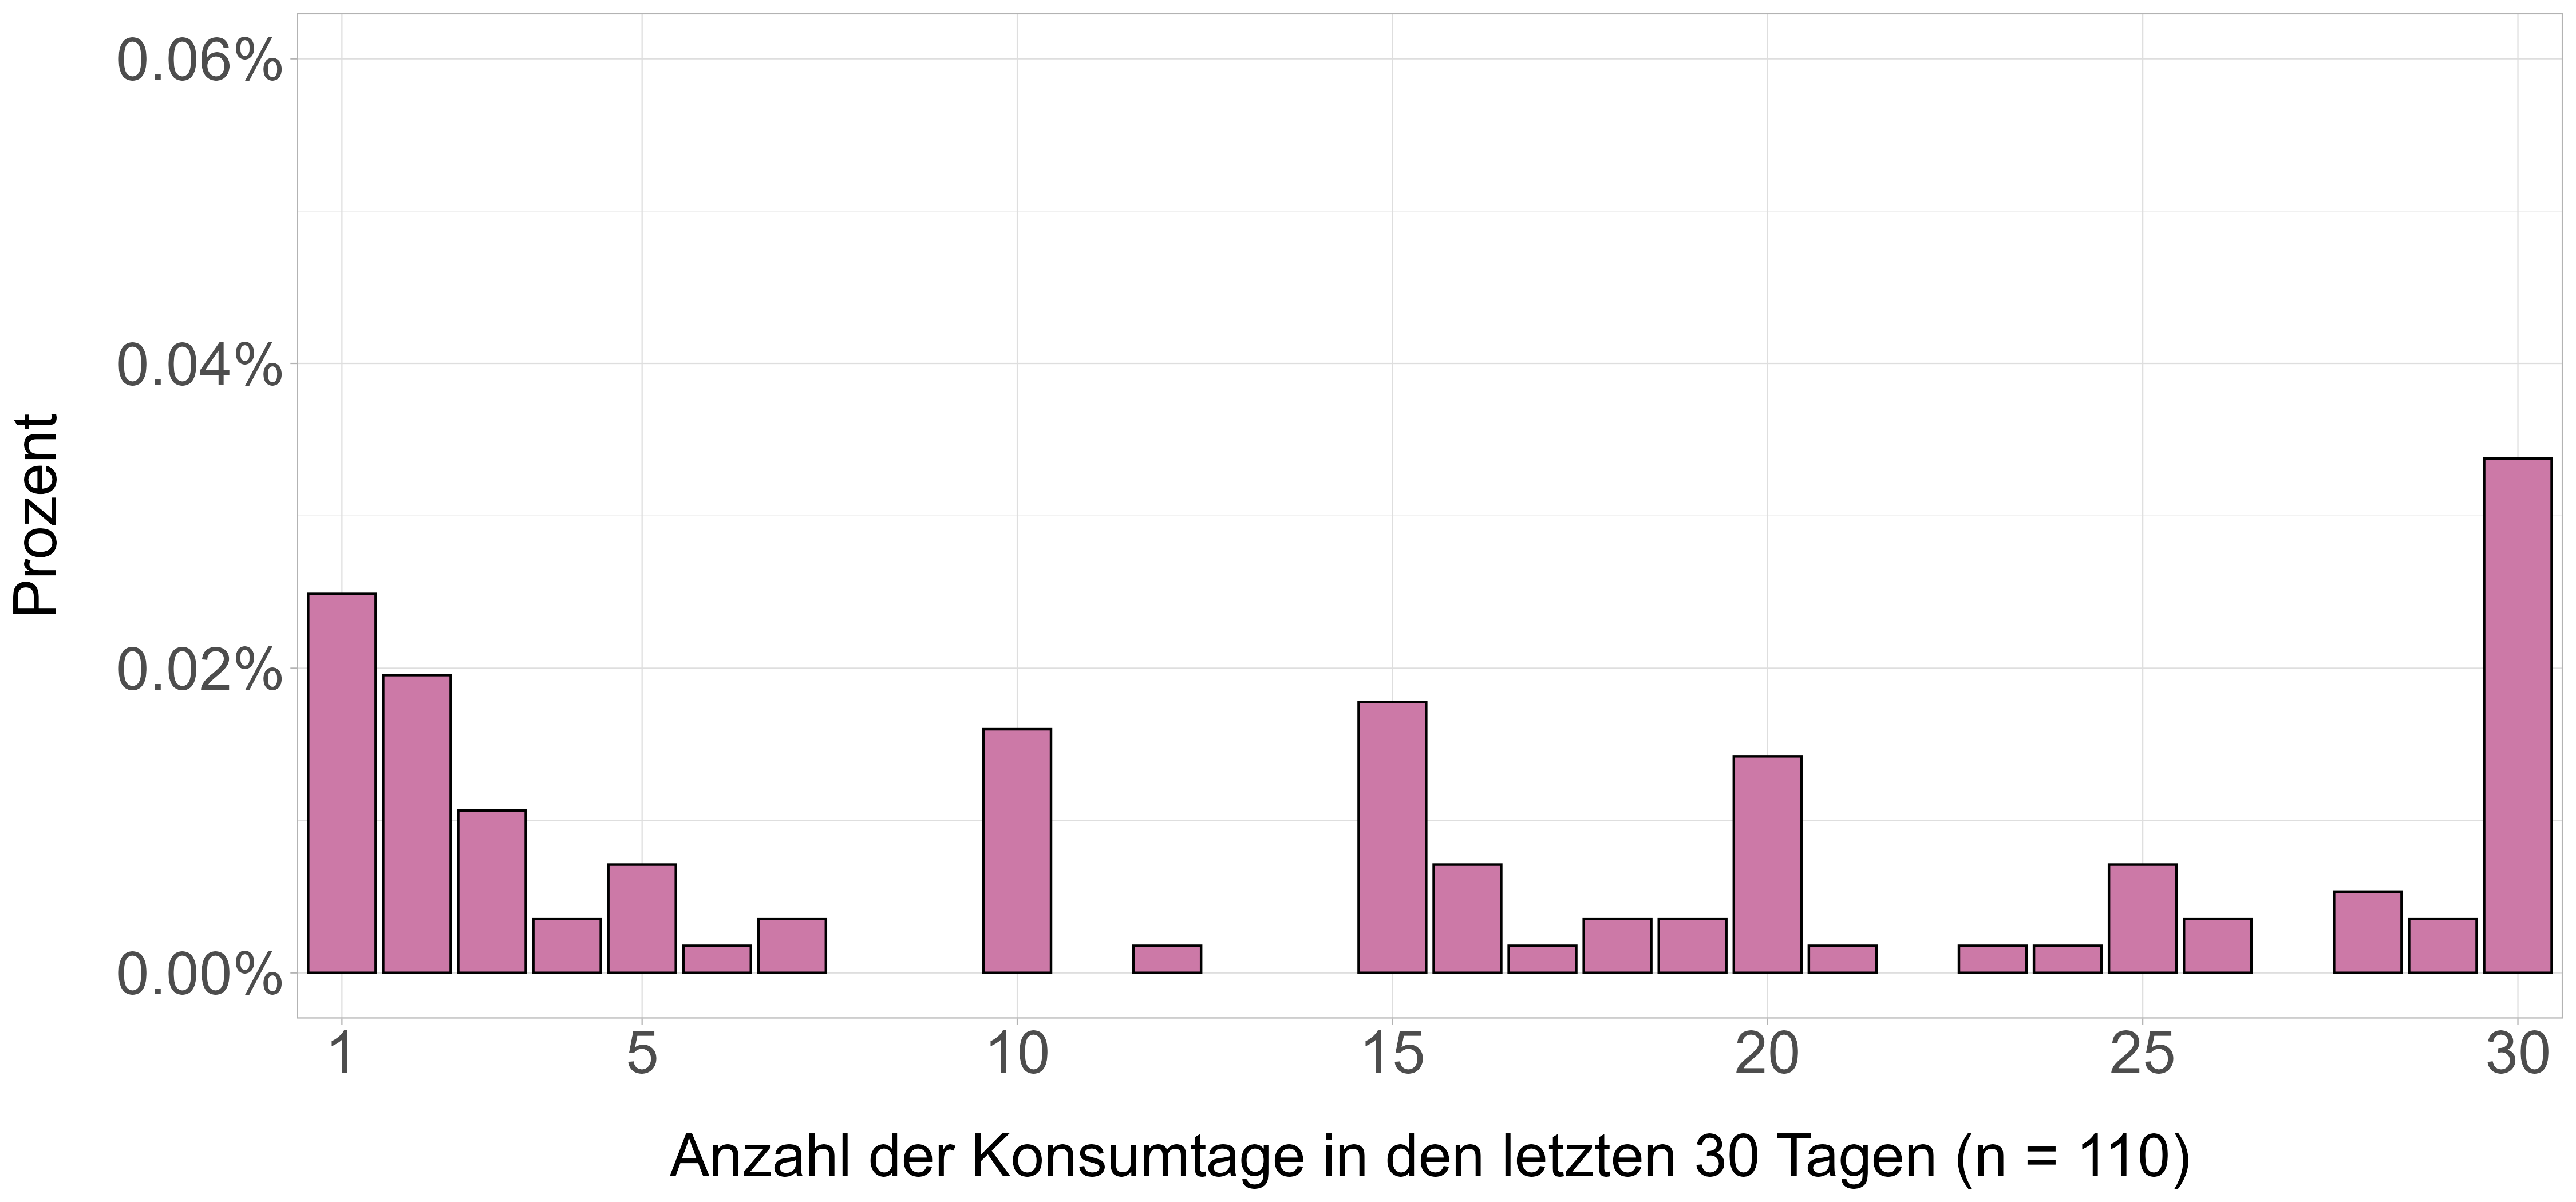 Prozent
0.06%
0.04%
0.02%
0.00%
1 5 10 15 20 25 30
Anzahl der Konsumtage in den letzten 30 Tagen (n = 110)